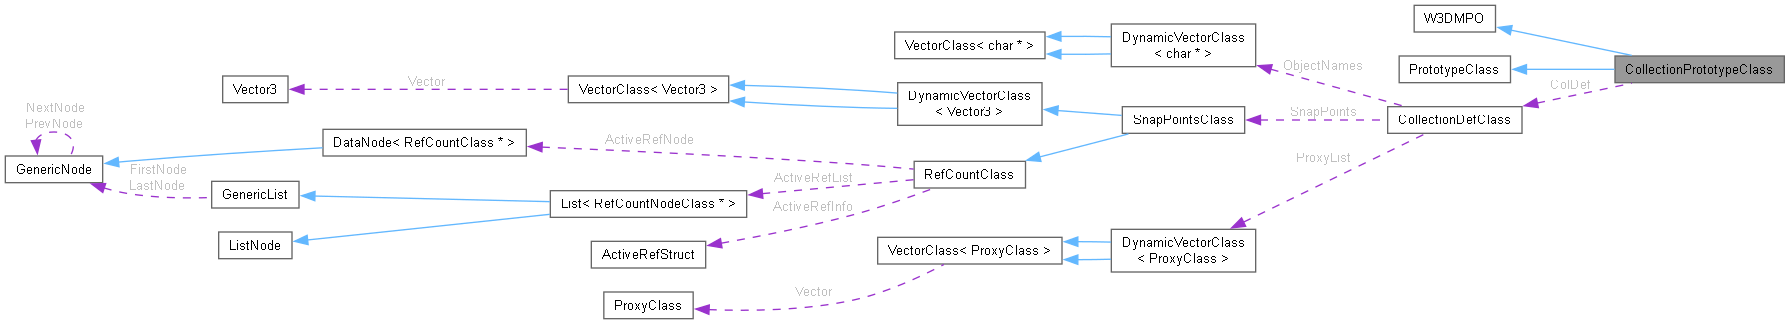 W3DMPO
VectorClass< char * >
DynamicVectorClass
< char * >
ObjectNames
PrototypeClass
CollectionPrototypeClass
ColDef
Vector3
Vector
VectorClass< Vector3 >
DynamicVectorClass
< Vector3 >
SnapPointsClass
SnapPoints
CollectionDefClass
NextNode
PrevNode
GenericNode
DataNode< RefCountClass * >
ActiveRefNode
ProxyList
FirstNode
LastNode
GenericList
List< RefCountNodeClass * >
ActiveRefList
RefCountClass
ActiveRefInfo
ListNode
ActiveRefStruct
VectorClass< ProxyClass >
DynamicVectorClass
< ProxyClass >
ProxyClass
Vector